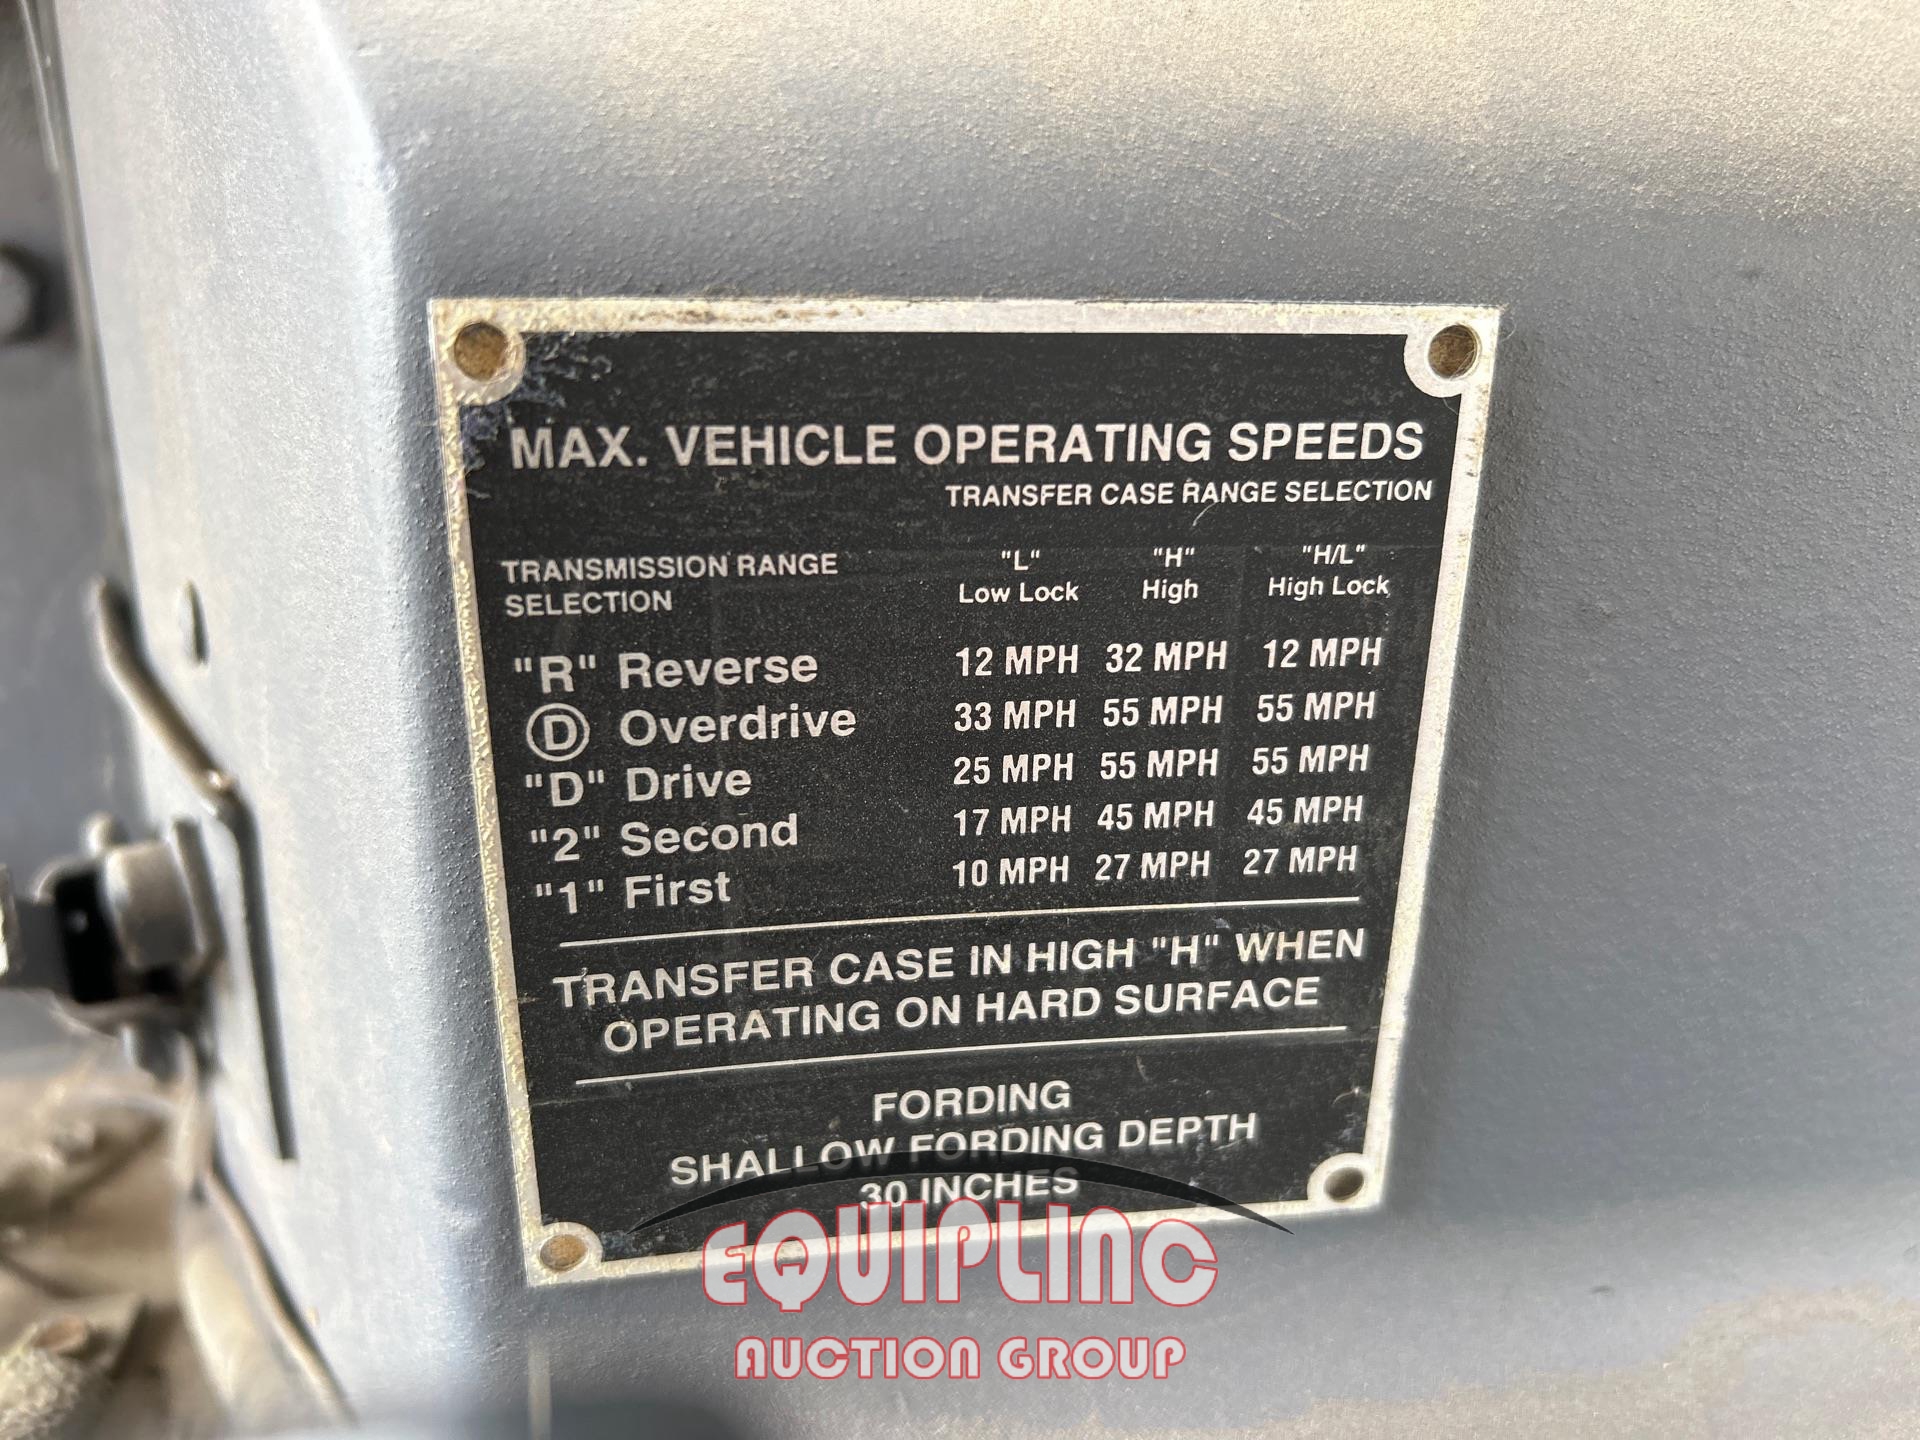 MAX. VEHICLE OPERATING SPEEDS
TRANSFER CASE RANGE SELECTION
TRANSMISSION RANGE SELECTION "L" Low Lock "H" High "H/L" High Lock
"R" Reverse 12 MPH 32 MPH 12 MPH
Ⓓ Overdrive 33 MPH 55 MPH 55 MPH
"D" Drive 25 MPH 55 MPH 55 MPH
"2" Second 17 MPH 45 MPH 45 MPH
"1" First 10 MPH 27 MPH 27 MPH
TRANSFER CASE IN HIGH "H" WHEN
OPERATING ON HARD SURFACE
FORDING
SHALLOW FORDING DEPTH
30 INCHES
EQUIPLINC
AUCTION GROUP